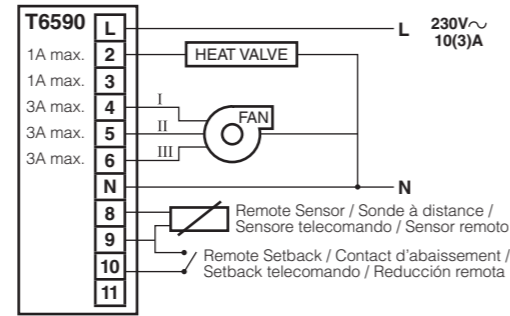 T6590
L
L
230V~
10(3)A
1A max.
2
HEAT VALVE
1A max.
3
3A max.
4
I
FAN
3A max.
5
II
3A max.
6
III
N
N
8
Remote Sensor / Sonde à distance /
Sensore telecomando / Sensor remoto
9
Remote Setback / Contact d'abaissement /
10
Setback telecomando / Reducción remota
11